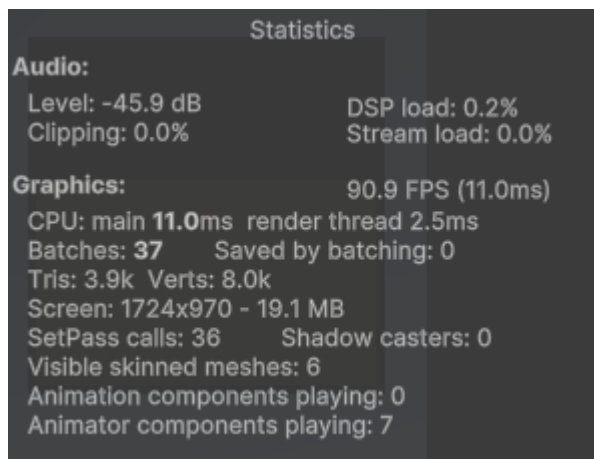 Statistics
Audio:
Level: -45.9 dB DSP load: 0.2%
Clipping: 0.0% Stream load: 0.0%
Graphics: 90.9 FPS (11.0ms)
CPU: main 11.0ms render thread 2.5ms
Batches: 37 Saved by batching: 0
Tris: 3.9k Verts: 8.0k
Screen: 1724x970 - 19.1 MB
SetPass calls: 36 Shadow casters: 0
Visible skinned meshes: 6
Animation components playing: 0
Animator components playing: 7